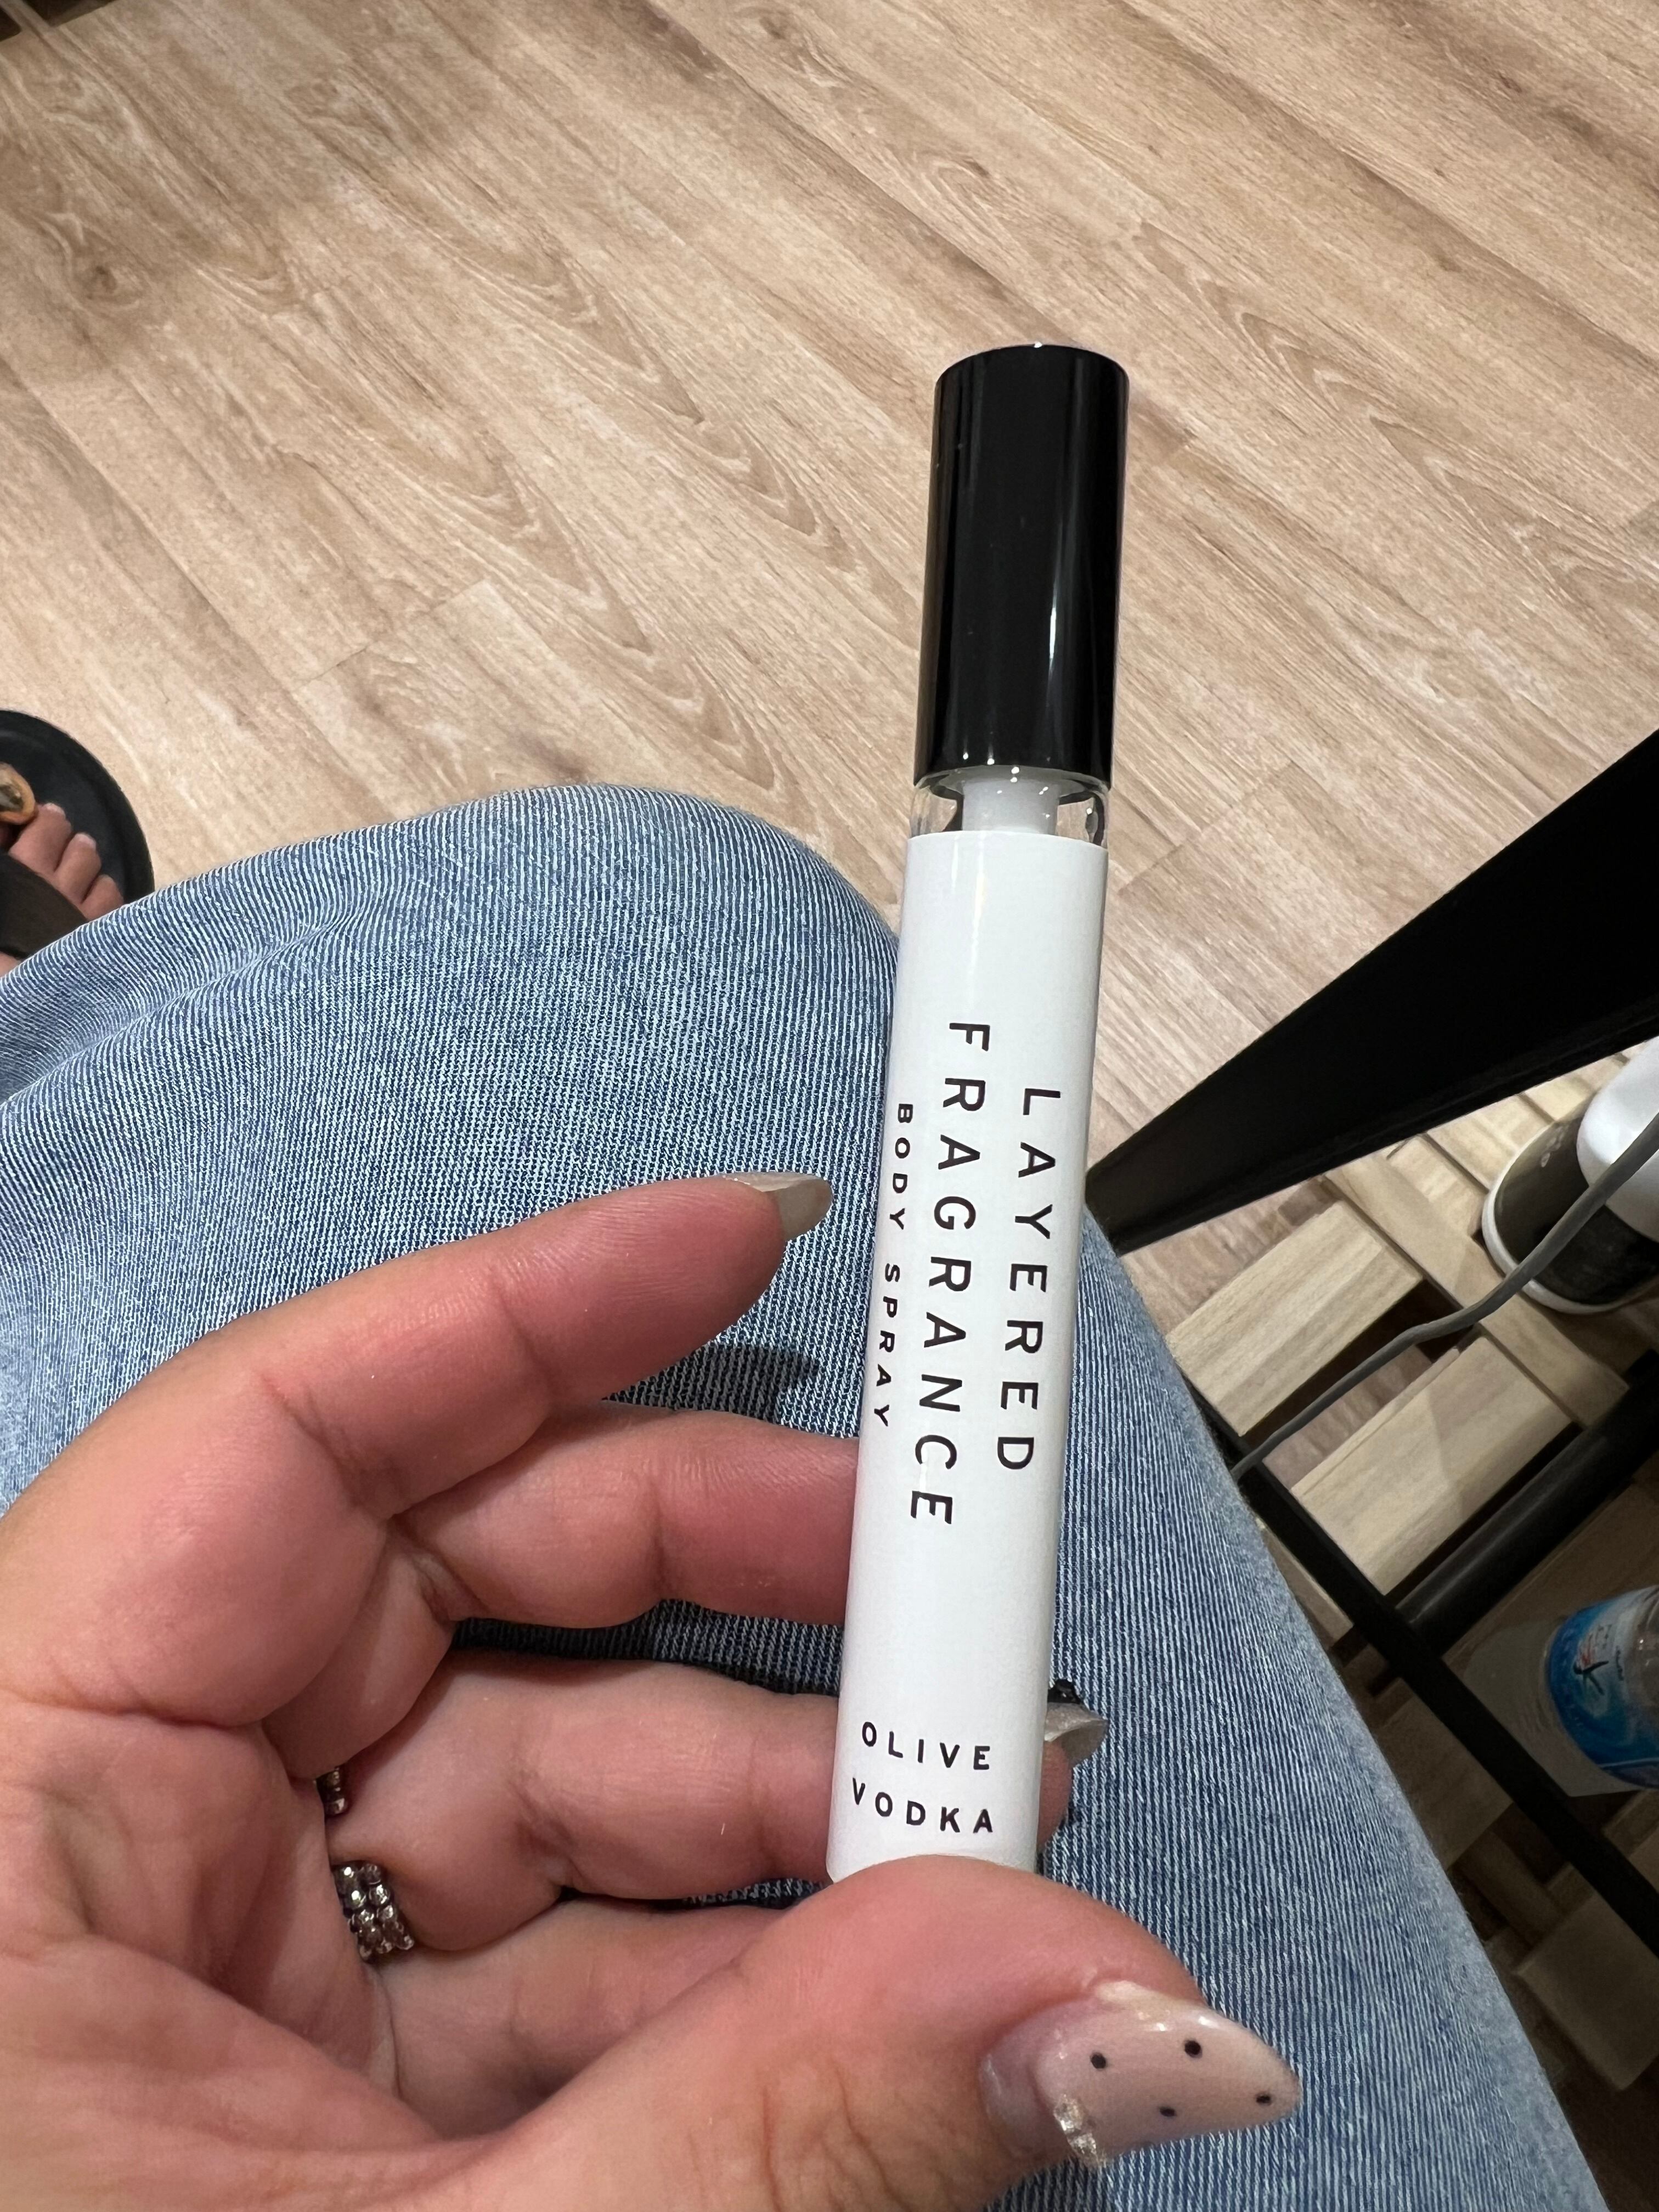 LAYERED
FRAGRANCE
BODY SPRAY
OLIVE
VODKA